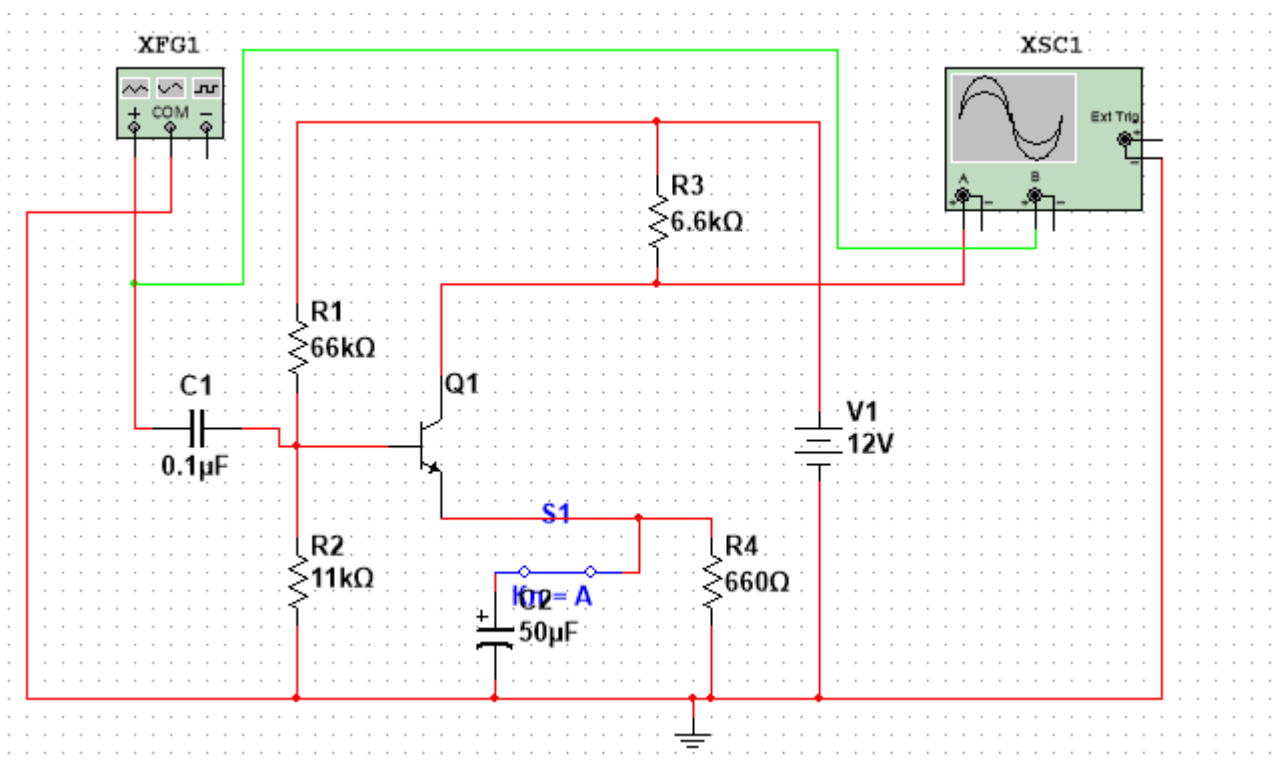 XFG1
XSC1
+ COM −
Ext Trig
+
−
A
B
+ − + −
R3
6.6kΩ
R1
66kΩ
C1
0.1µF
Q1
V1
12V
S1
R2
11kΩ
R4
660Ω
= A
C2
+
50µF